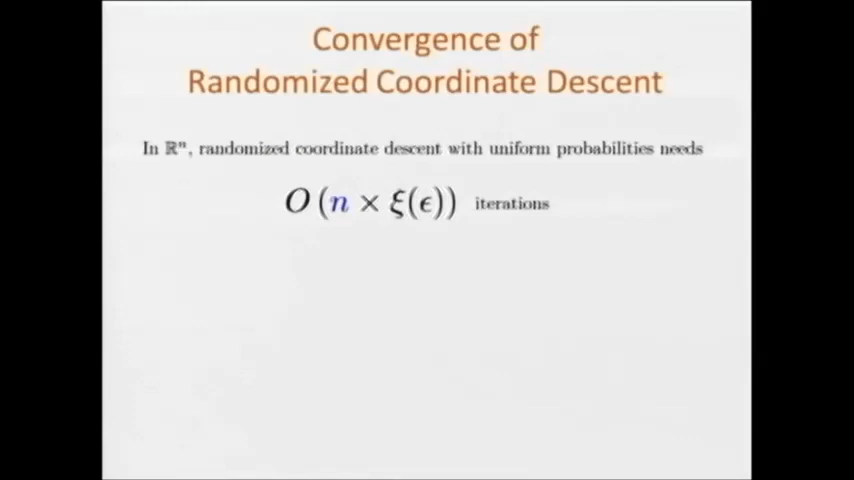 Convergence of
Randomized Coordinate Descent
In ℝⁿ, randomized coordinate descent with uniform probabilities needs
O (n × ξ(ϵ)) iterations